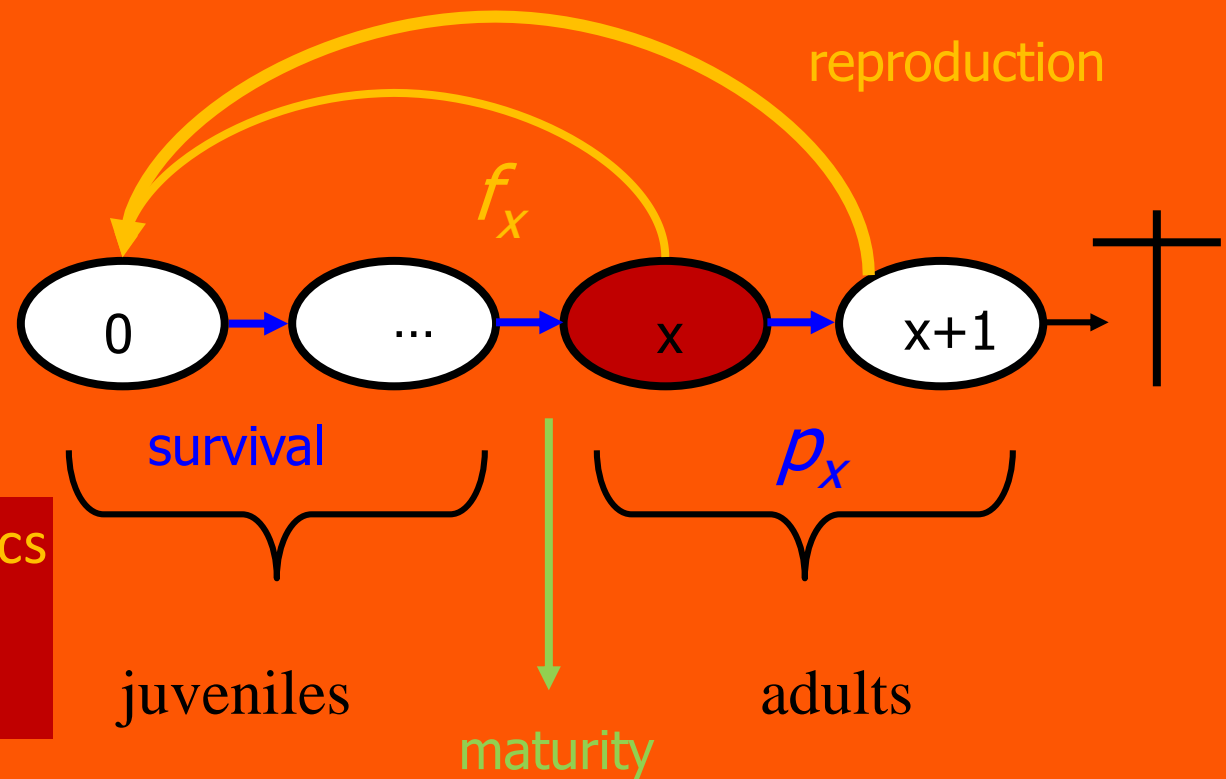 reproduction
fx
0
...
x
x+1
survival
px
cs
juveniles
adults
maturity